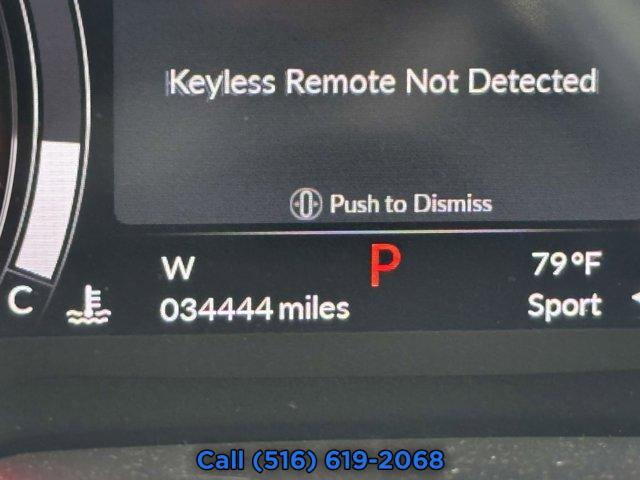 Keyless Remote Not Detected
Push to Dismiss
W P 79°F
C 034444 miles Sport
Call (516) 619-2068